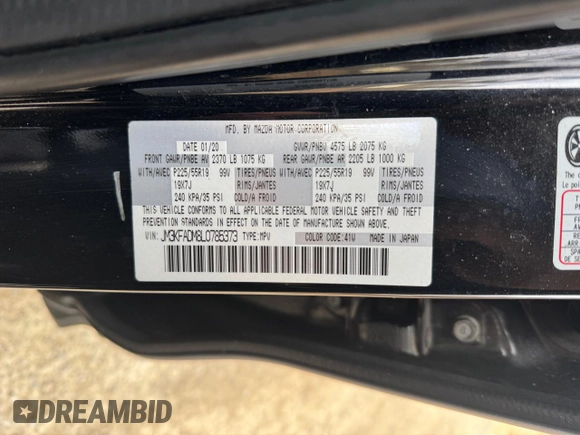 MFD. BY MAZDA MOTOR CORPORATION
DATE 01/20 GVWR/PNBV 4575 LB 2075 KG
FRONT GAWR/PNBE AV 2370 LB 1075 KG REAR GAWR/PNBE AR 2205 LB 1000 KG
WITH/AVEC P225/55R19 99V TIRES/PNEUS WITH/AVEC P225/55R19 99V TIRES/PNEUS
19X7J RIMS/JANTES 19X7J RIMS/JANTES
240 KPA/35 PSI COLD/A FROID 240 KPA/35 PSI COLD/A FROID
THIS VEHICLE CONFORMS TO ALL APPLICABLE FEDERAL MOTOR VEHICLE SAFETY AND THEFT
PREVENTION STANDARDS IN EFFECT ON THE DATE OF MANUFACTURE SHOWN ABOVE.
VIN: JM3KFADM8L0785373 TYPE:MPV COLOR CODE:41W MADE IN JAPAN
The c
Le poi
T
DREAMBID